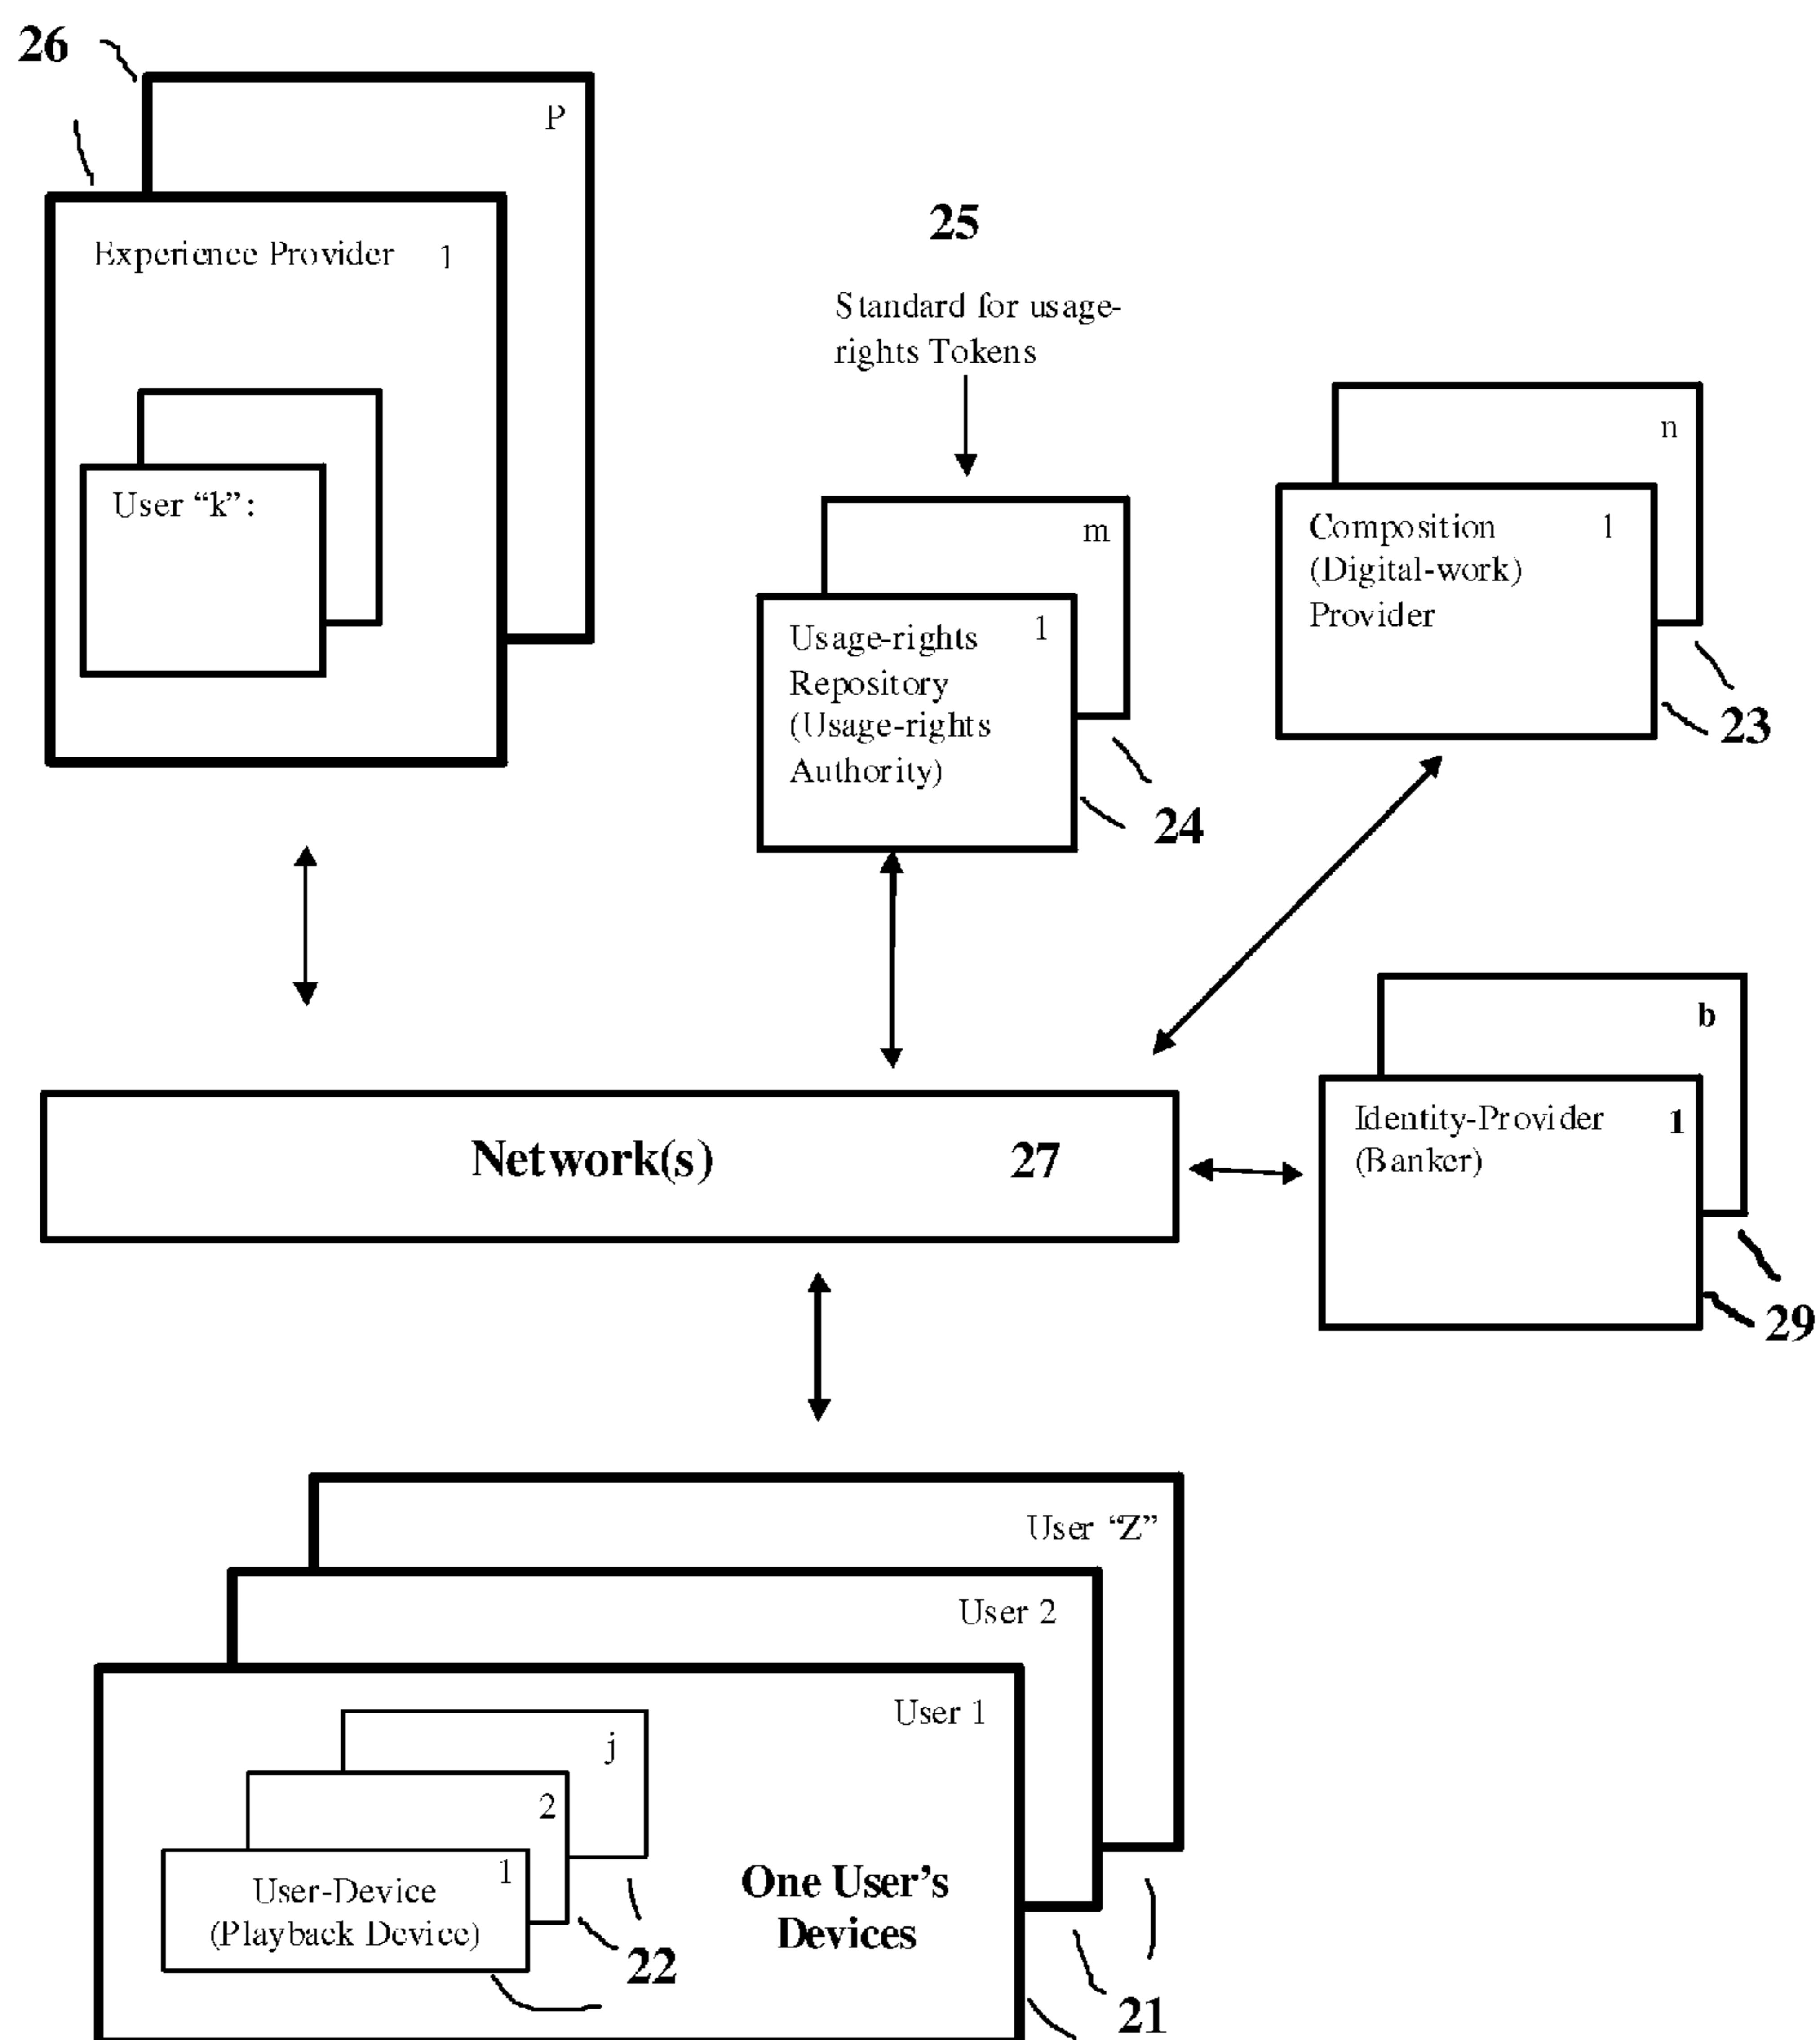 26
P
Experience Provider 1
User “k”:
25
Standard for usage-
rights Tokens
m
Usage-rights 1
Repository
(Usage-rights
Authority)
24
n
Composition 1
(Digital-work)
Provider
23
b
Identity-Provider 1
(Banker)
29
Network(s) 27
User “Z”
User 2
User 1
j
2
1
User-Device
(Playback Device)
22
One User’s
Devices
21